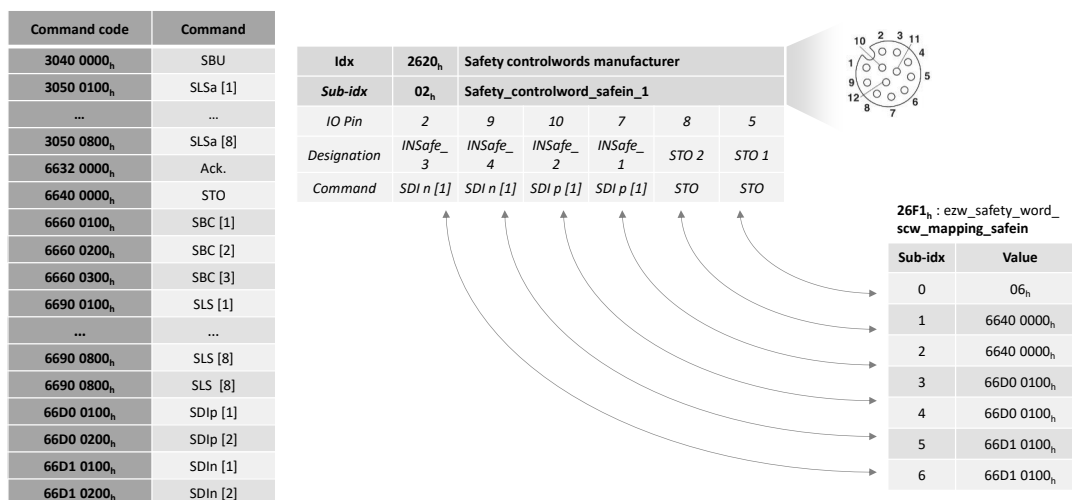 Command code Command
3040 0000h SBU
3050 0100h SLSa [1]
... ...
3050 0800h SLSa [8]
6632 0000h Ack.
6640 0000h STO
6660 0100h SBC [1]
6660 0200h SBC [2]
6660 0300h SBC [3]
6690 0100h SLS [1]
... ...
6690 0800h SLS [8]
6690 0800h SLS [8]
66D0 0100h SDIp [1]
66D0 0200h SDIp [2]
66D1 0100h SDIn [1]
66D1 0200h SDIn [2]
Idx 2620h Safety controlwords manufacturer
Sub-idx 02h Safety_controlword_safein_1
IO Pin 2 9 10 7 8 5
Designation INSafe_3 INSafe_4 INSafe_2 INSafe_1 STO 2 STO 1
Command SDI n [1] SDI n [1] SDI p [1] SDI p [1] STO STO
10 2 3 11
1 4
9 5
12 6
8 7
26F1h : ezw_safety_word_
scw_mapping_safein
Sub-idx Value
0 06h
1 6640 0000h
2 6640 0000h
3 66D0 0100h
4 66D0 0100h
5 66D1 0100h
6 66D1 0100h